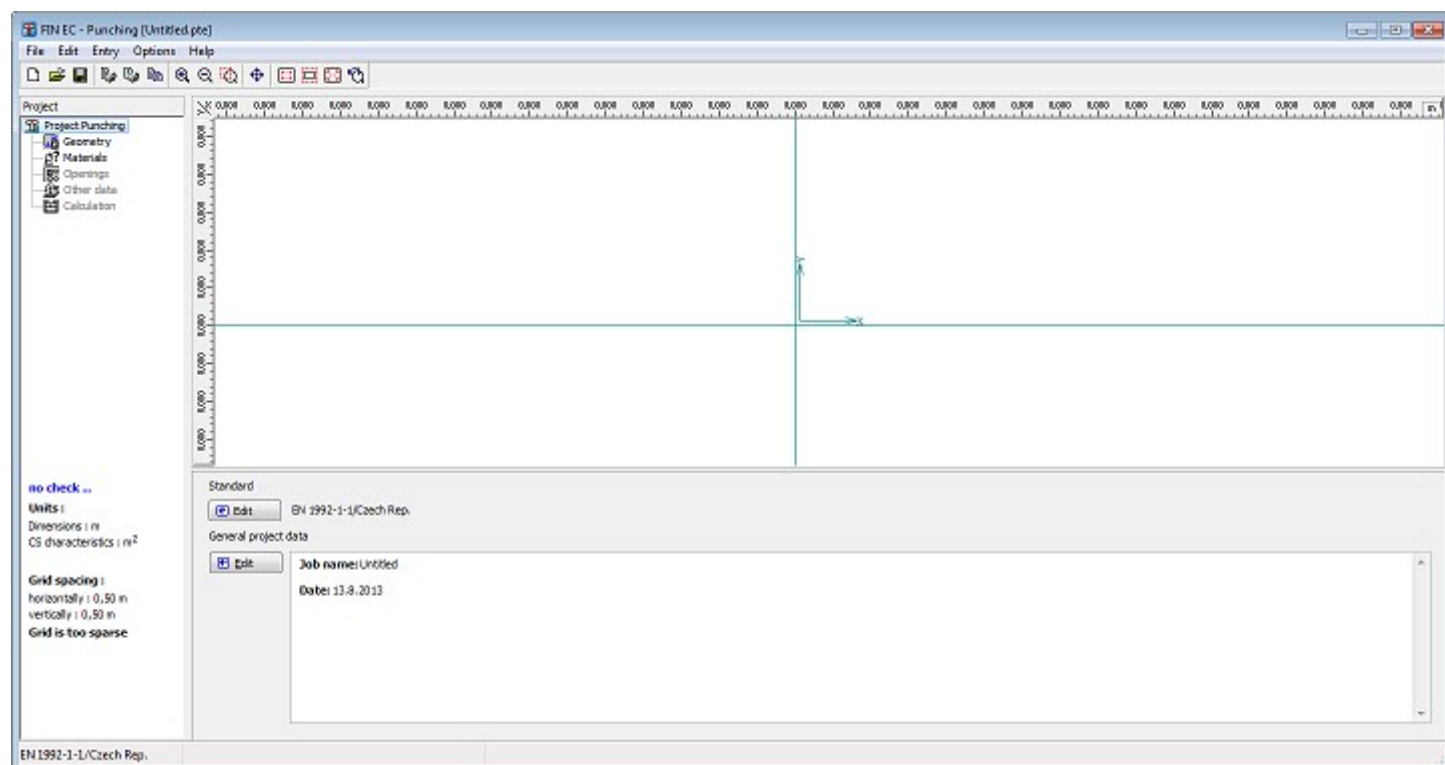 FIN EC - Punching [Untitled.pte]
File Edit Entry Options Help
Project
Project Punching
Geometry
Materials
Openings
Other data
Calculation
Y
X
no check ...
Units :
Dimensions : m
CS characteristics : m²
Grid spacing :
horizontally : 0,50 m
vertically : 0,50 m
Grid is too sparse
Standard
Edit EN 1992-1-1/Czech Rep.
General project data
Edit Job name: Untitled
Date: 13.8.2013
EN 1992-1-1/Czech Rep.